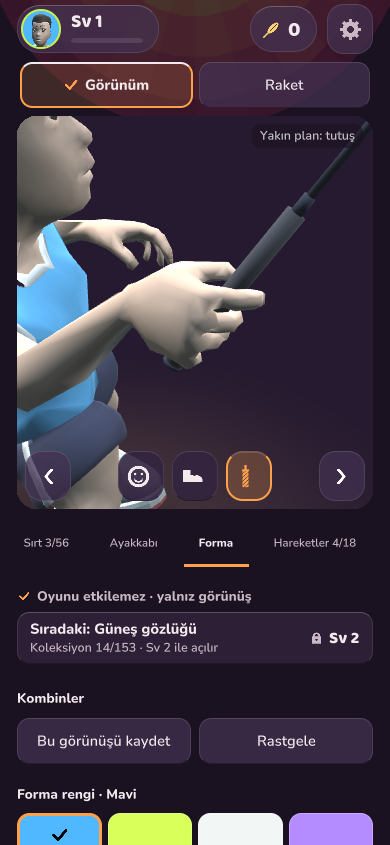 Sv 1
0
Görünüm
Raket
Yakın plan: tutuş
Sırt 3/56
Ayakkabı
Forma
Hareketler 4/18
Oyunu etkilemez · yalnız görünüş
Sıradaki: Güneş gözlüğü
Koleksiyon 14/153 · Sv 2 ile açılır
Sv 2
Kombinler
Bu görünüşü kaydet
Rastgele
Forma rengi · Mavi